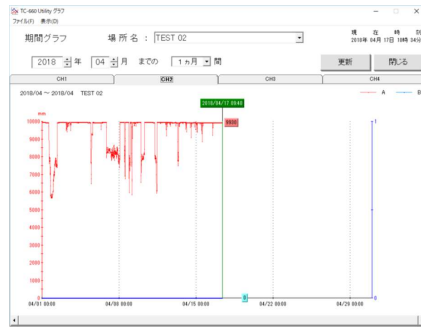 TC-660 Utility グラフ
ファイル(F) 表示(O)
期間グラフ 場所名 : TEST 02
現 在 時 刻
2018年 04月 17日 10時 04分
2018 年 04 月 までの 1ヵ月 間 更新 閉じる
CH1 CH2 CH3 CH4
2018/04 ～ 2018/04 TEST 02 A B
2018/04/17 09:40
mm
10000 9930 1
9000
8000
7000
6000
5000
4000
3000
2000
1000
0 0
04/01 00:00 04/08 00:00 04/15 00:00 04/22 00:00 04/29 00:00